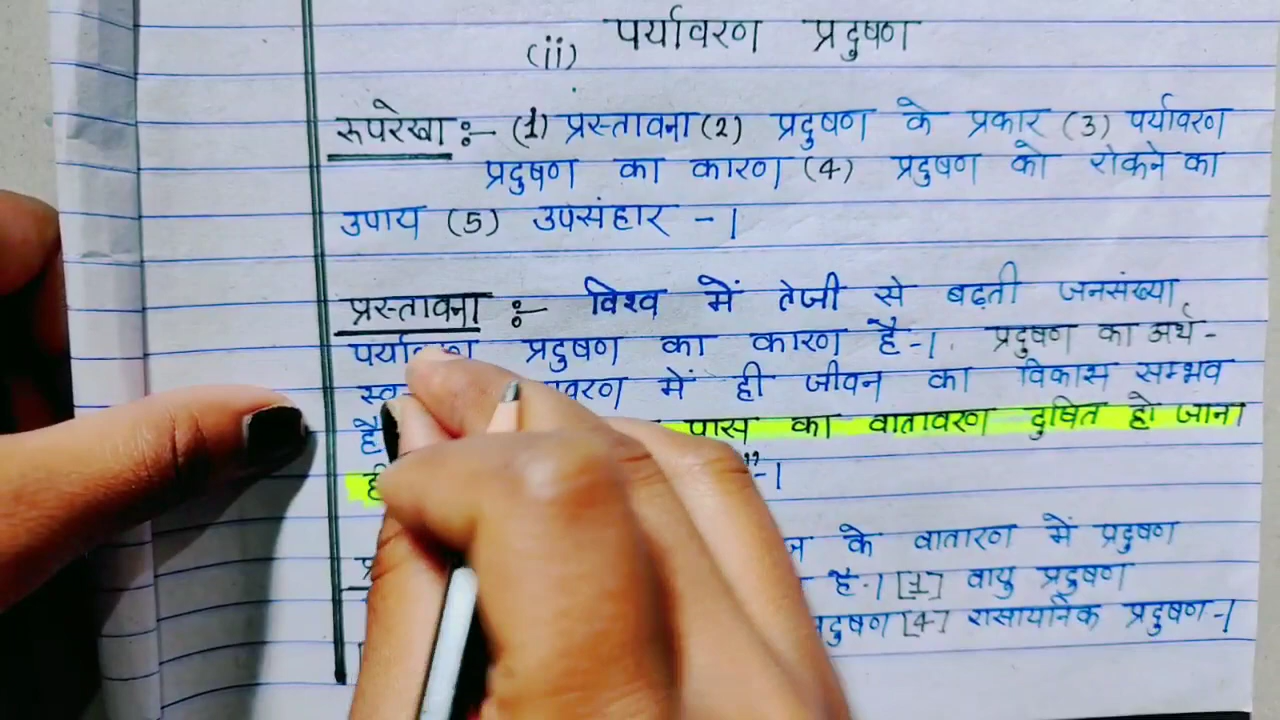 (ii) पर्यावरण प्रदुषण
रुपरेखा :- (1) प्रस्तावना (2) प्रदुषण के प्रकार (3) पर्यावरण
प्रदुषण का कारण (4) प्रदुषण को रोकने का
उपाय (5) उपसंहार -।
प्रस्तावना :- विश्व में तेजी से बढ़ती जनसंख्या
प्रदुषण का कारण है-। प्रदुषण का अर्थ-
में ही जीवन का विकास सम्भव
है पास का वातावरण दुषित हो जाना
ही "-।
के वातारण में प्रदुषण
है-। [1] वायु प्रदुषण
प्रदुषण [4] रासायनिक प्रदुषण-।